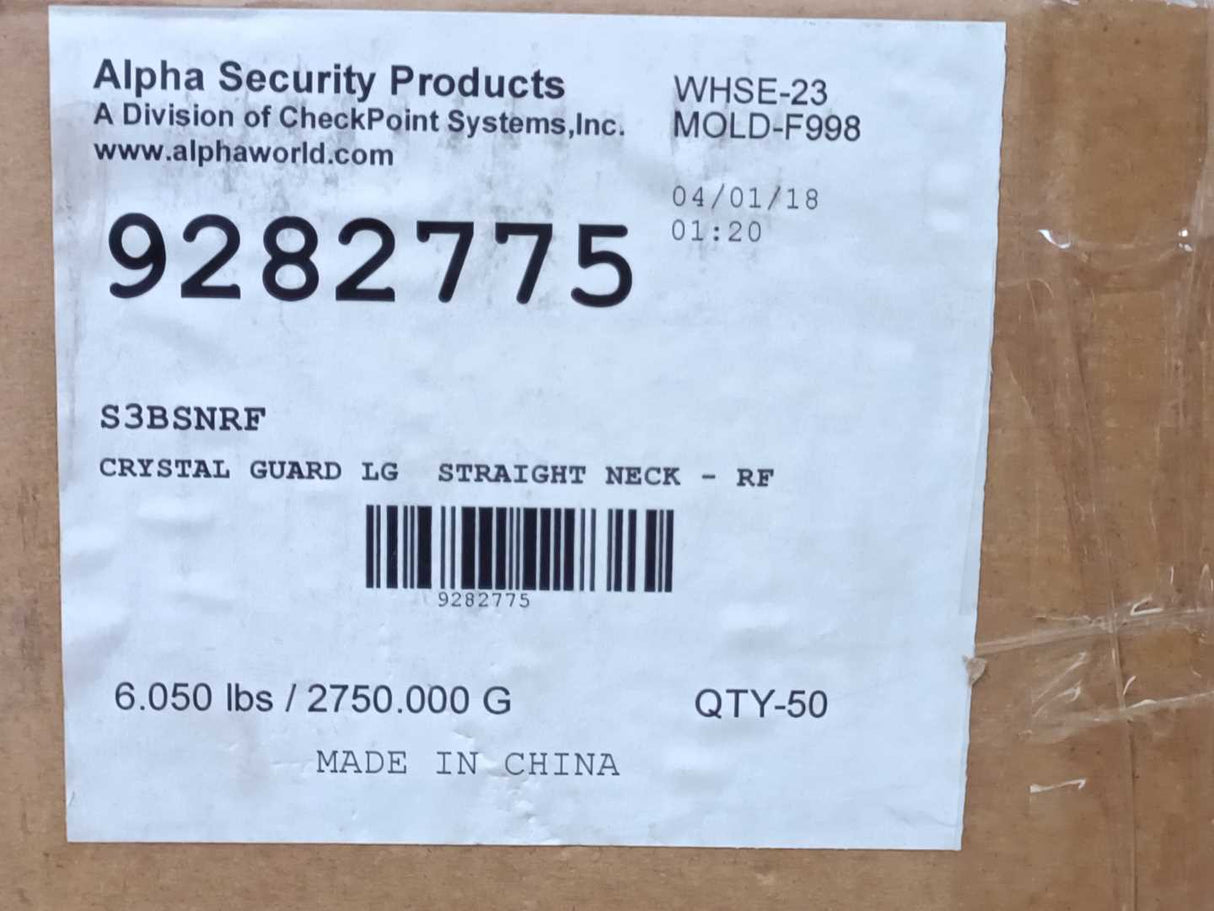 Alpha Security Products
A Division of CheckPoint Systems,Inc.
www.alphaworld.com
WHSE-23
MOLD-F998
04/01/18
01:20
9282775
S3BSNRF
CRYSTAL GUARD LG STRAIGHT NECK - RF
9282775
6.050 lbs / 2750.000 G
QTY-50
MADE IN CHINA